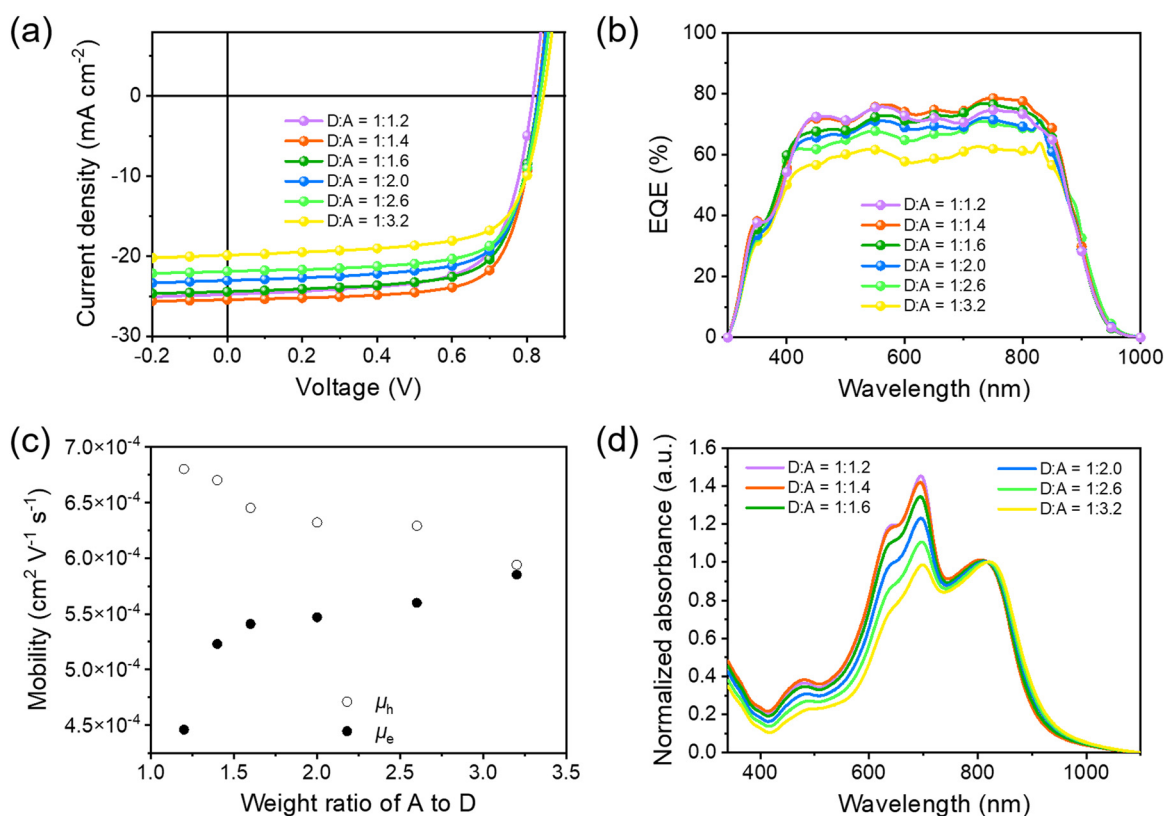 (a)
Current density (mA cm⁻²)
0
-10
-20
-30
D:A = 1:1.2
D:A = 1:1.4
D:A = 1:1.6
D:A = 1:2.0
D:A = 1:2.6
D:A = 1:3.2
-0.2
0.0
0.2
0.4
0.6
0.8
Voltage (V)
(b)
EQE (%)
100
80
60
40
20
0
D:A = 1:1.2
D:A = 1:1.4
D:A = 1:1.6
D:A = 1:2.0
D:A = 1:2.6
D:A = 1:3.2
400
600
800
1000
Wavelength (nm)
(c)
Mobility (cm² V⁻¹ s⁻¹)
7.0×10⁻⁴
6.5×10⁻⁴
6.0×10⁻⁴
5.5×10⁻⁴
5.0×10⁻⁴
4.5×10⁻⁴
μh
μe
1.0
1.5
2.0
2.5
3.0
3.5
Weight ratio of A to D
(d)
Normalized absorbance (a.u.)
1.6
1.4
1.2
1.0
0.8
0.6
0.4
0.2
0.0
D:A = 1:1.2
D:A = 1:1.4
D:A = 1:1.6
D:A = 1:2.0
D:A = 1:2.6
D:A = 1:3.2
400
600
800
1000
Wavelength (nm)